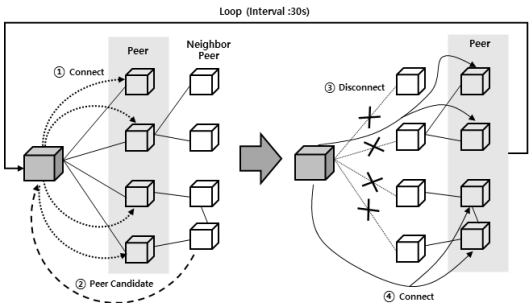 Loop (Interval :30s)
Peer
Neighbor
Peer
① Connect
② Peer Candidate
Peer
③ Disconnect
④ Connect